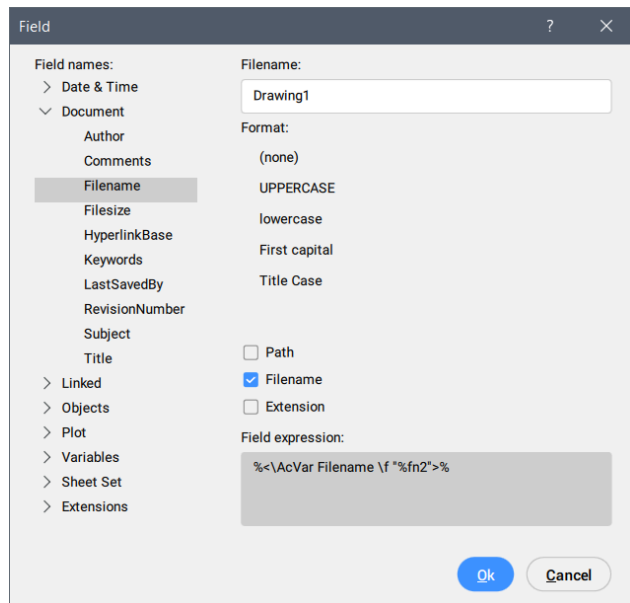 Field ?
Field names:
Date & Time
Document
Author
Comments
Filename
Filesize
HyperlinkBase
Keywords
LastSavedBy
RevisionNumber
Subject
Title
Linked
Objects
Plot
Variables
Sheet Set
Extensions
Filename:
Drawing1
Format:
(none)
UPPERCASE
lowercase
First capital
Title Case
Path
Filename
Extension
Field expression:
%<\AcVar Filename \f "%fn2">%
Ok
Cancel